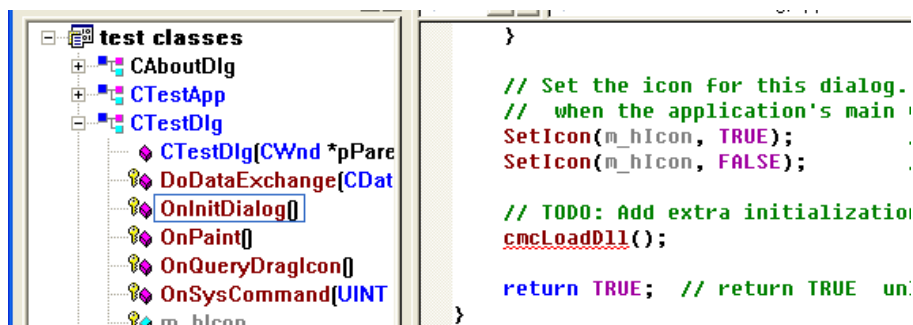 test classes
CAboutDlg
CTestApp
CTestDlg
CTestDlg(CWnd *pPare
DoDataExchange(CDat
OnInitDialog()
OnPaint()
OnQueryDragIcon()
OnSysCommand(UINT
m_hIcon
}
// Set the icon for this dialog.
// when the application's main
SetIcon(m_hIcon, TRUE);
SetIcon(m_hIcon, FALSE);
// TODO: Add extra initialization
cmcLoadDll();
return TRUE; // return TRUE un
}